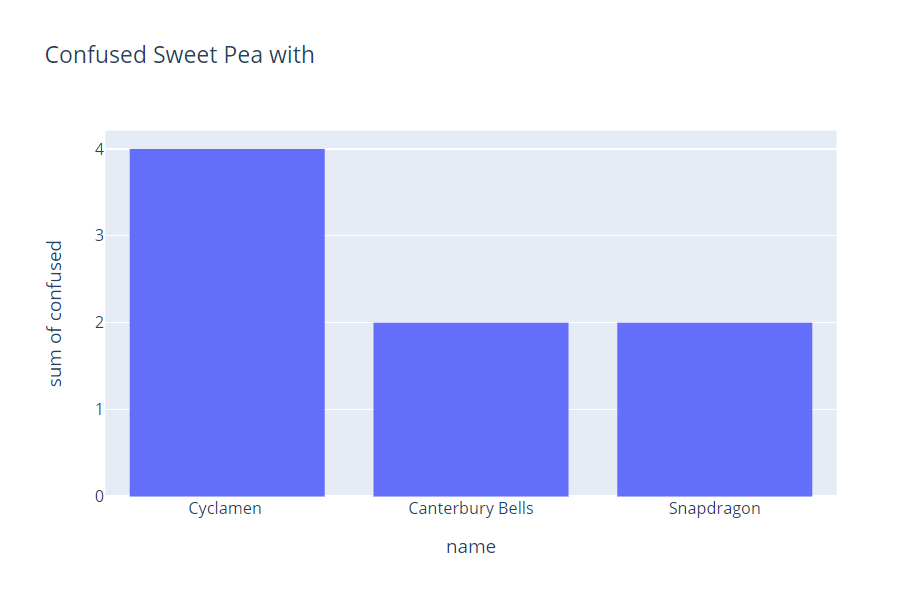 Confused Sweet Pea with
4
3
2
1
0
sum of confused
Cyclamen
Canterbury Bells
Snapdragon
name